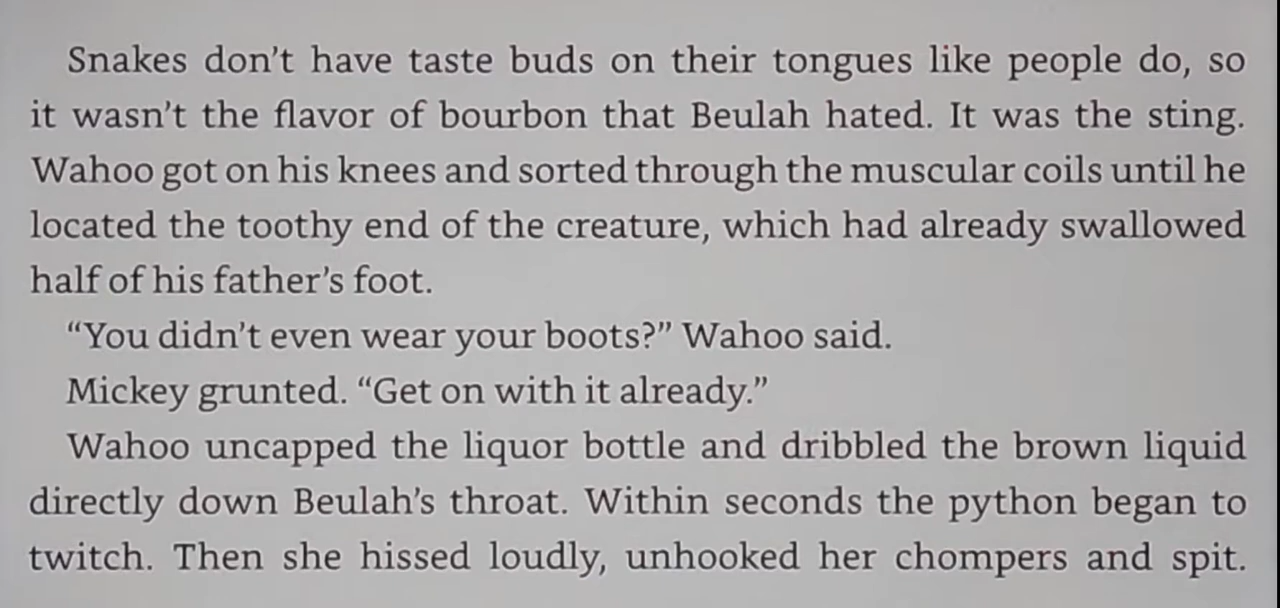 Snakes don’t have taste buds on their tongues like people do, so
it wasn’t the flavor of bourbon that Beulah hated. It was the sting.
Wahoo got on his knees and sorted through the muscular coils until he
located the toothy end of the creature, which had already swallowed
half of his father’s foot.
“You didn’t even wear your boots?” Wahoo said.
Mickey grunted. “Get on with it already.”
Wahoo uncapped the liquor bottle and dribbled the brown liquid
directly down Beulah’s throat. Within seconds the python began to
twitch. Then she hissed loudly, unhooked her chompers and spit.